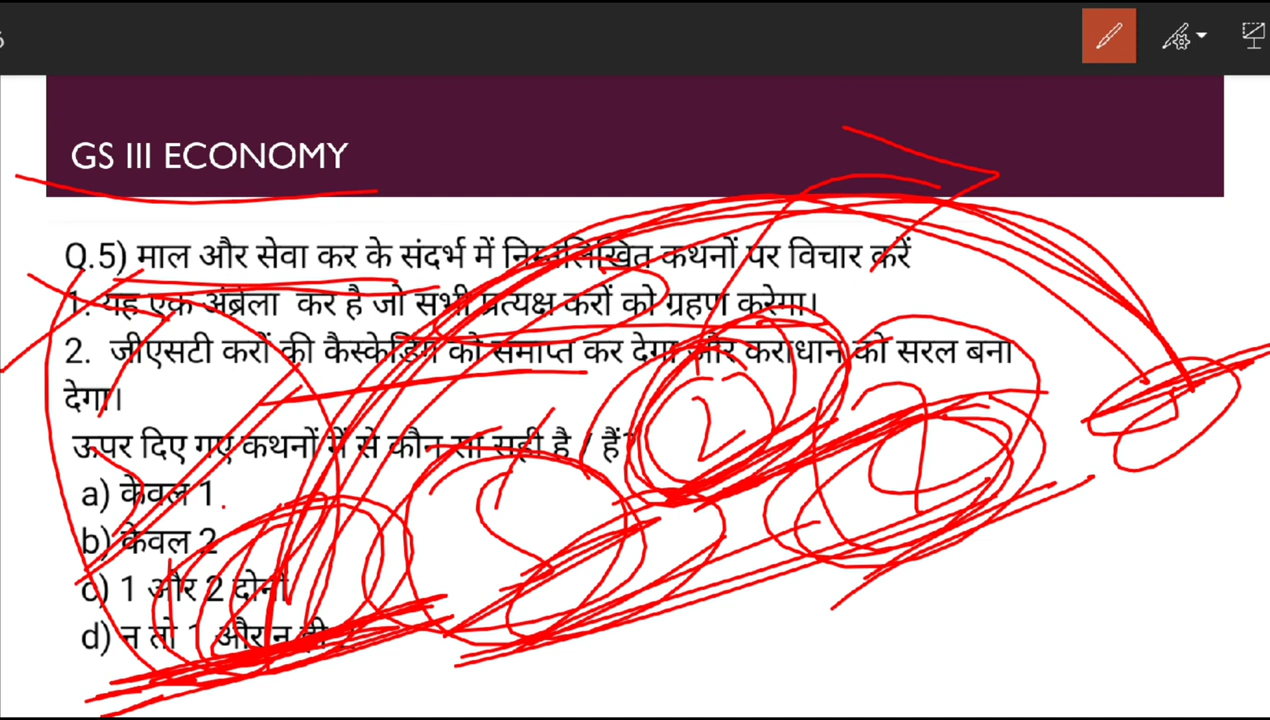 GS III ECONOMY
Q.5) माल और सेवा कर के संदर्भ में निम्नलिखित कथनों पर विचार करें
1. यह एक अंब्रेला कर है जो सभी प्रत्यक्ष करों को ग्रहण करेगा।
2. जीएसटी करों की कैस्केडिंग को समाप्त कर देगा और कराधान को सरल बना
देगा।
ऊपर दिए गए कथनों में से कौन सा सही है / हैं?
a) केवल 1
b) केवल 2
c) 1 और 2 दोनों
d) न तो 1 और न ही 2